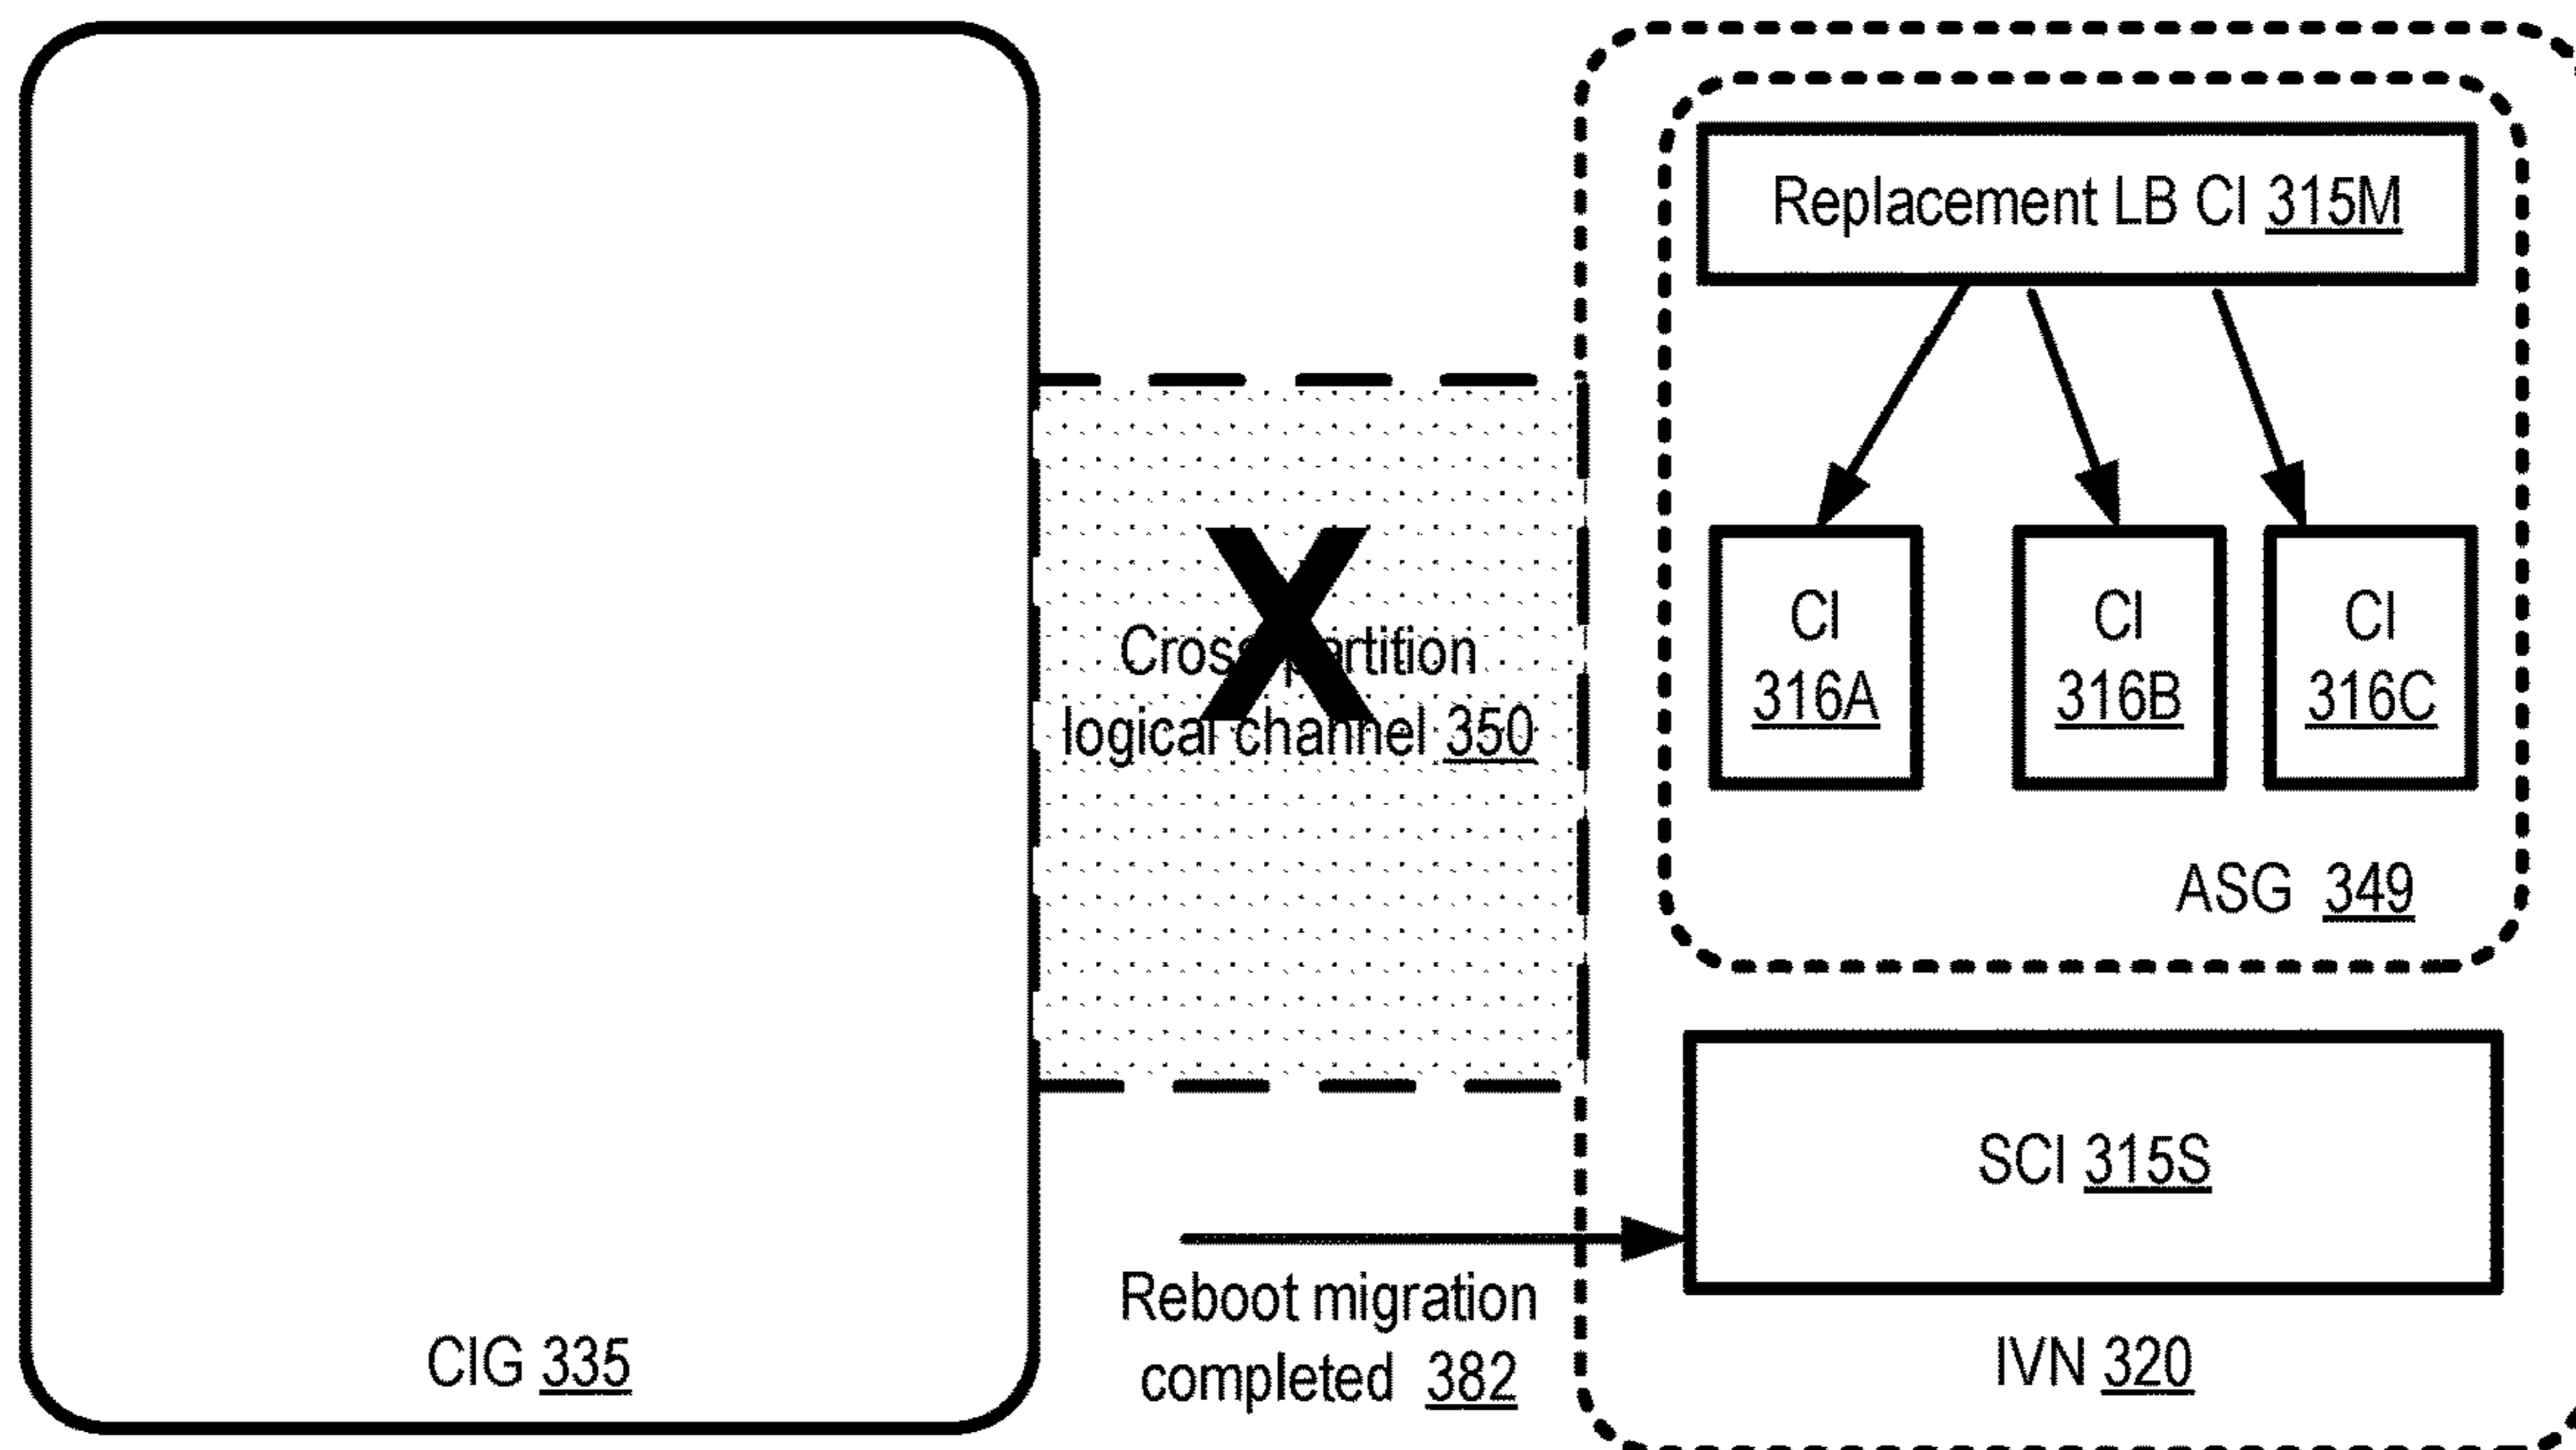 Replacement LB CI 315M
CI
316A
CI
316B
CI
316C
ASG 349
X
Cross partition
logical channel 350
SCI 315S
Reboot migration
completed 382
IVN 320
CIG 335